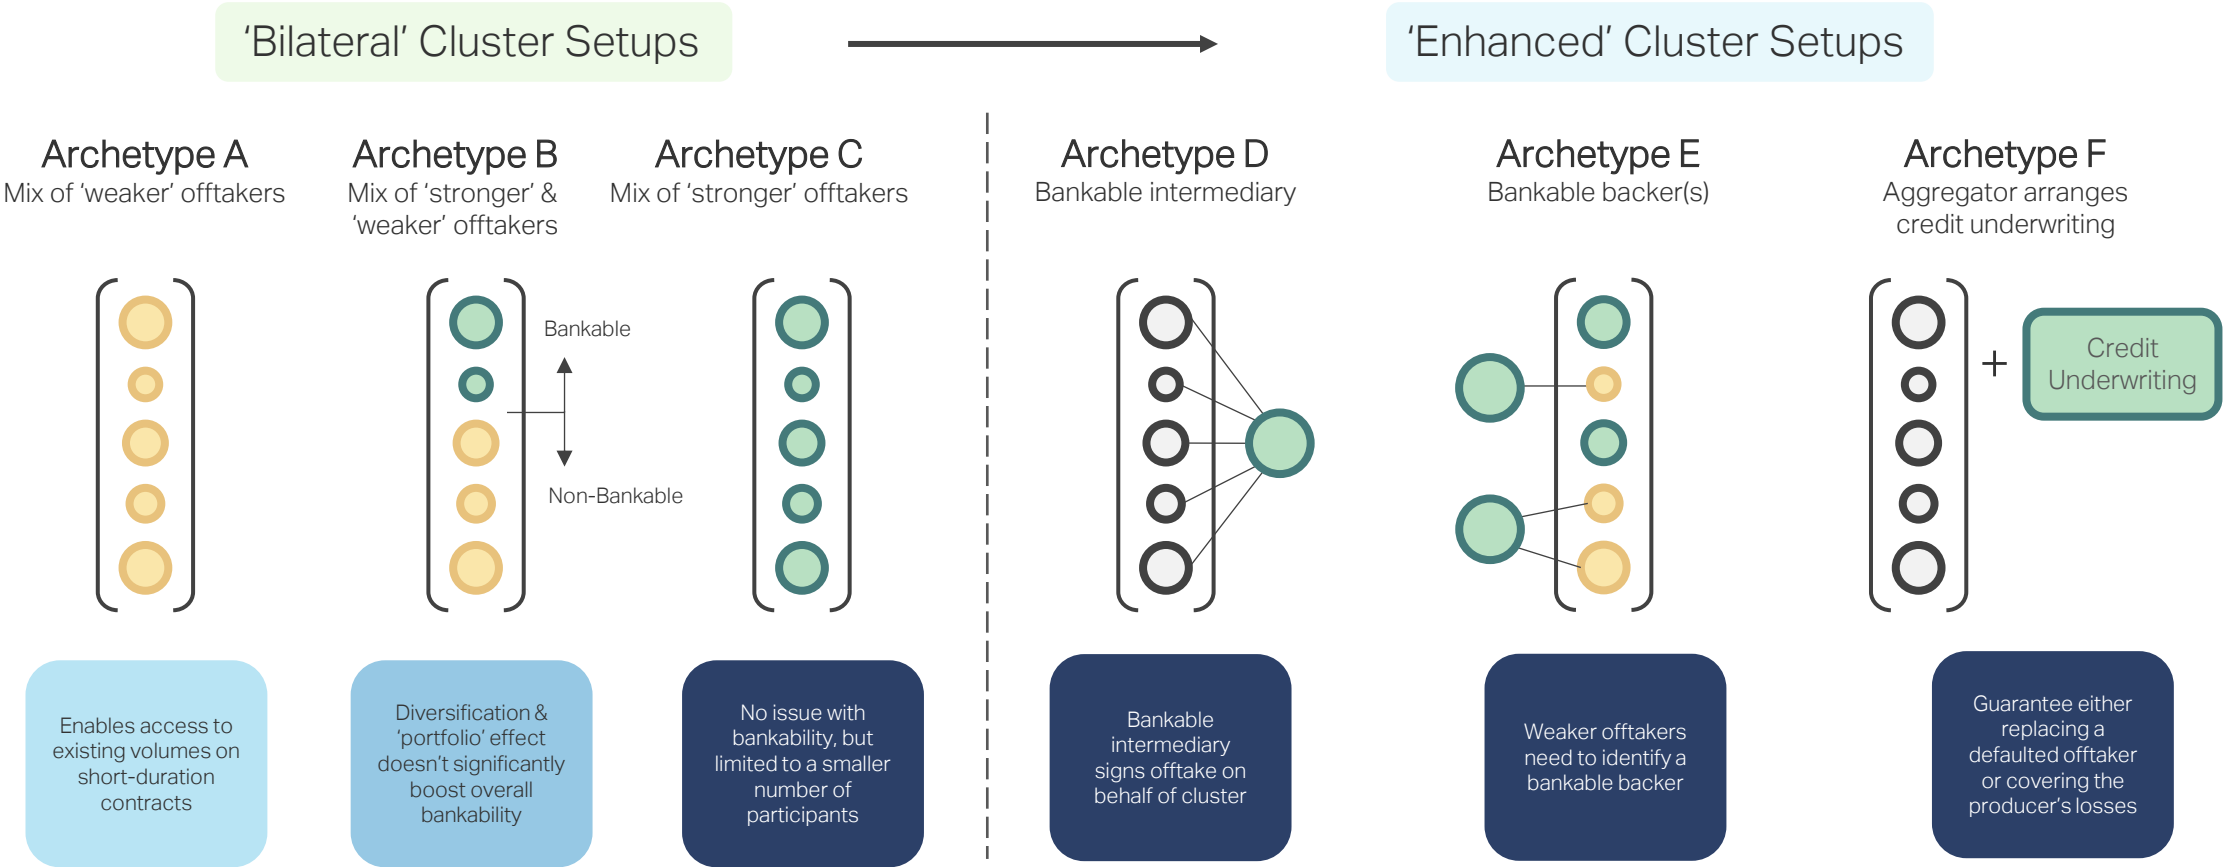 ‘Bilateral’ Cluster Setups
‘Enhanced’ Cluster Setups
Archetype A
Mix of ‘weaker’ offtakers
Archetype B
Mix of ‘stronger’ &
‘weaker’ offtakers
Archetype C
Mix of ‘stronger’ offtakers
Archetype D
Bankable intermediary
Archetype E
Bankable backer(s)
Archetype F
Aggregator arranges
credit underwriting
Bankable
Non-Bankable
+
Credit
Underwriting
Enables access to
existing volumes on
short-duration
contracts
Diversification &
‘portfolio’ effect
doesn’t significantly
boost overall
bankability
No issue with
bankability, but
limited to a smaller
number of
participants
Bankable
intermediary
signs offtake on
behalf of cluster
Weaker offtakers
need to identify a
bankable backer
Guarantee either
replacing a
defaulted offtaker
or covering the
producer’s losses